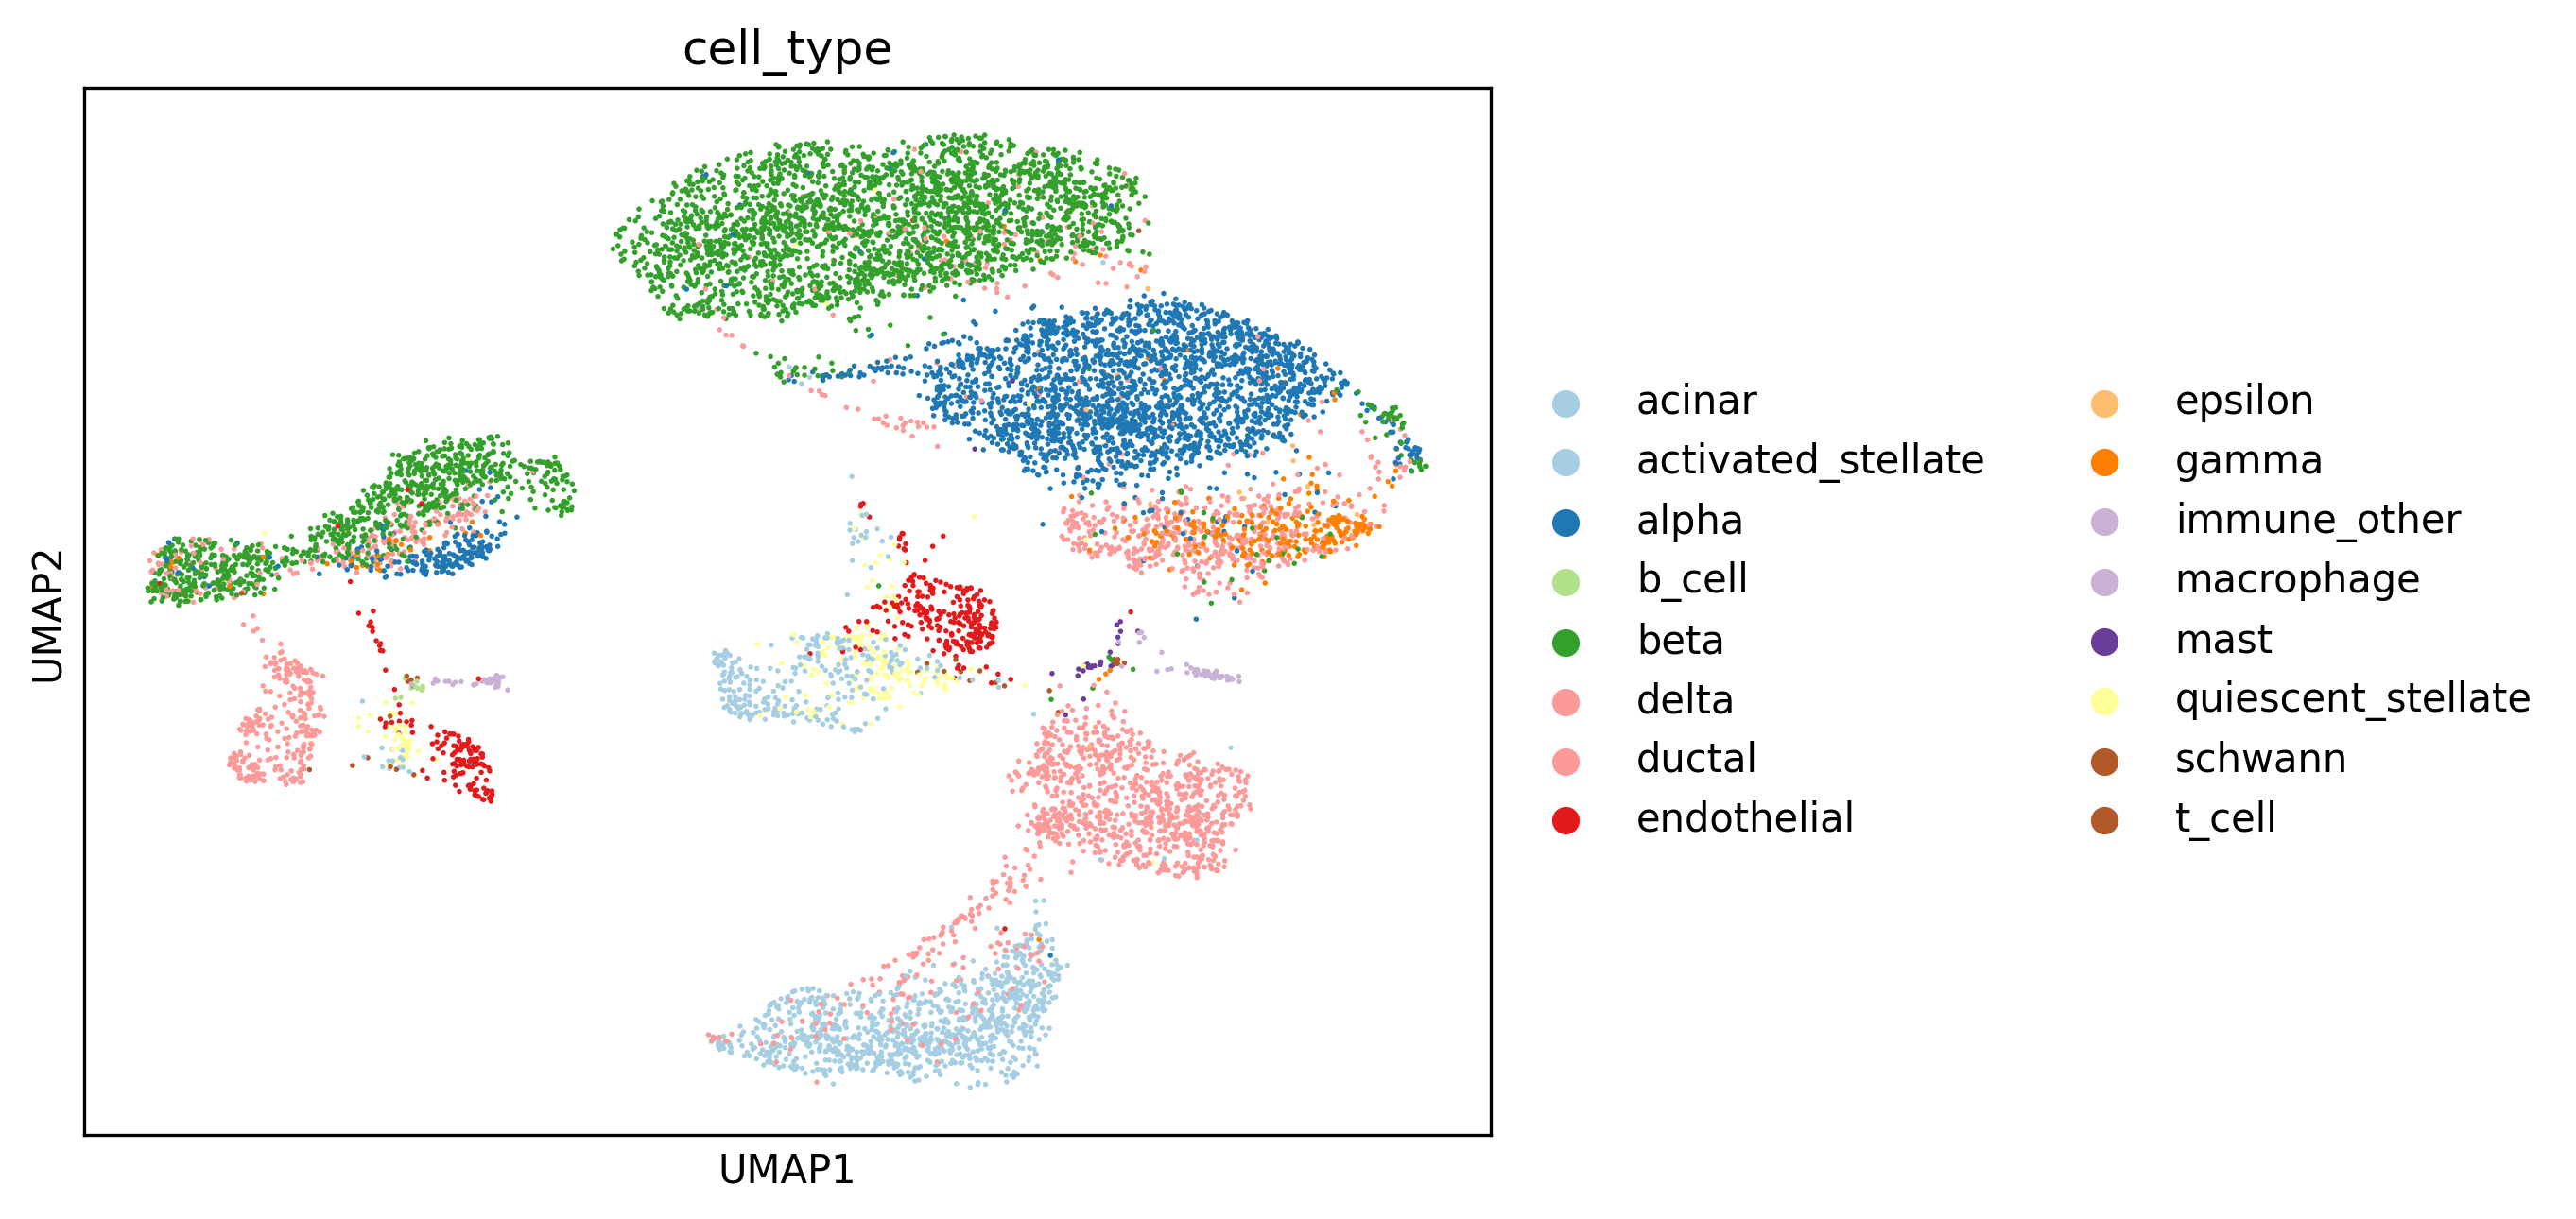 cell_type
UMAP2
UMAP1
acinar
activated_stellate
alpha
b_cell
beta
delta
ductal
endothelial
epsilon
gamma
immune_other
macrophage
mast
quiescent_stellate
schwann
t_cell